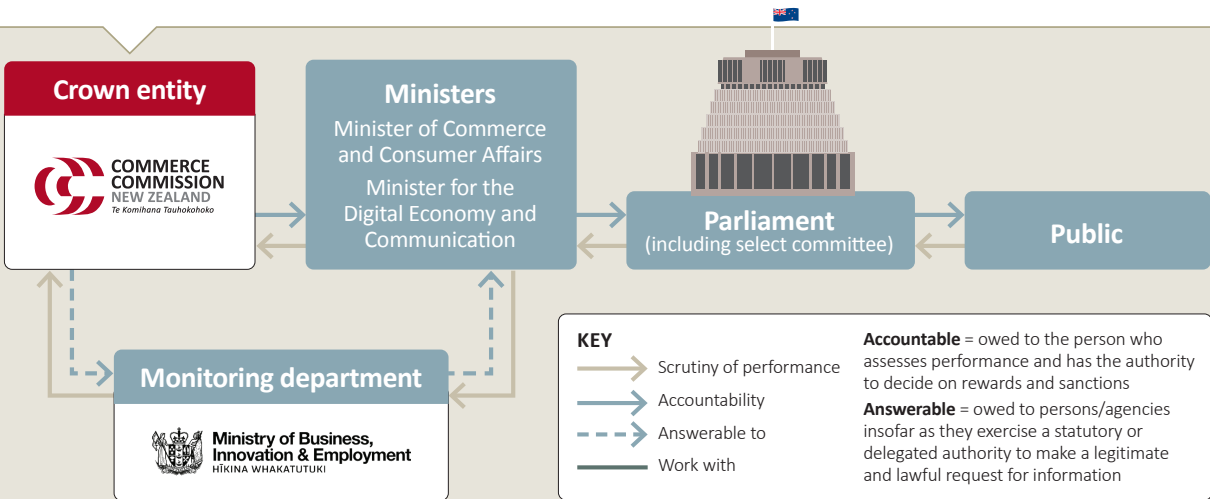 Crown entity
COMMERCE
COMMISSION
NEW ZEALAND
Te Komihana Tauhokohoko
Ministers
Minister of Commerce
and Consumer Affairs
Minister for the
Digital Economy and
Communication
Parliament
(including select committee)
Public
Monitoring department
Ministry of Business,
Innovation & Employment
HĪKINA WHAKATUTUKI
KEY
Scrutiny of performance
Accountability
Answerable to
Work with
Accountable = owed to the person who
assesses performance and has the authority
to decide on rewards and sanctions
Answerable = owed to persons/agencies
insofar as they exercise a statutory or
delegated authority to make a legitimate
and lawful request for information